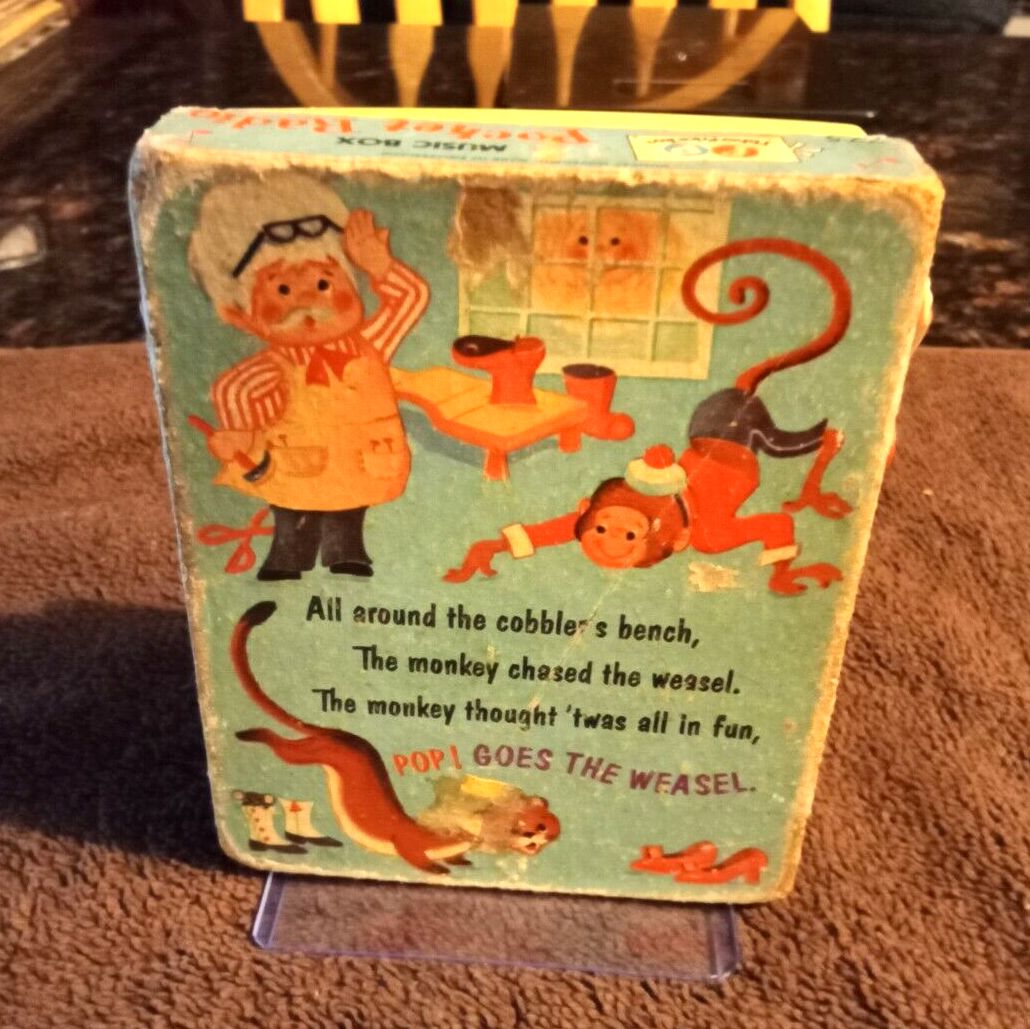 Pocket Radio
MUSIC BOX
All around the cobbler's bench,
The monkey chased the weasel.
The monkey thought 'twas all in fun,
POP! GOES THE WEASEL.